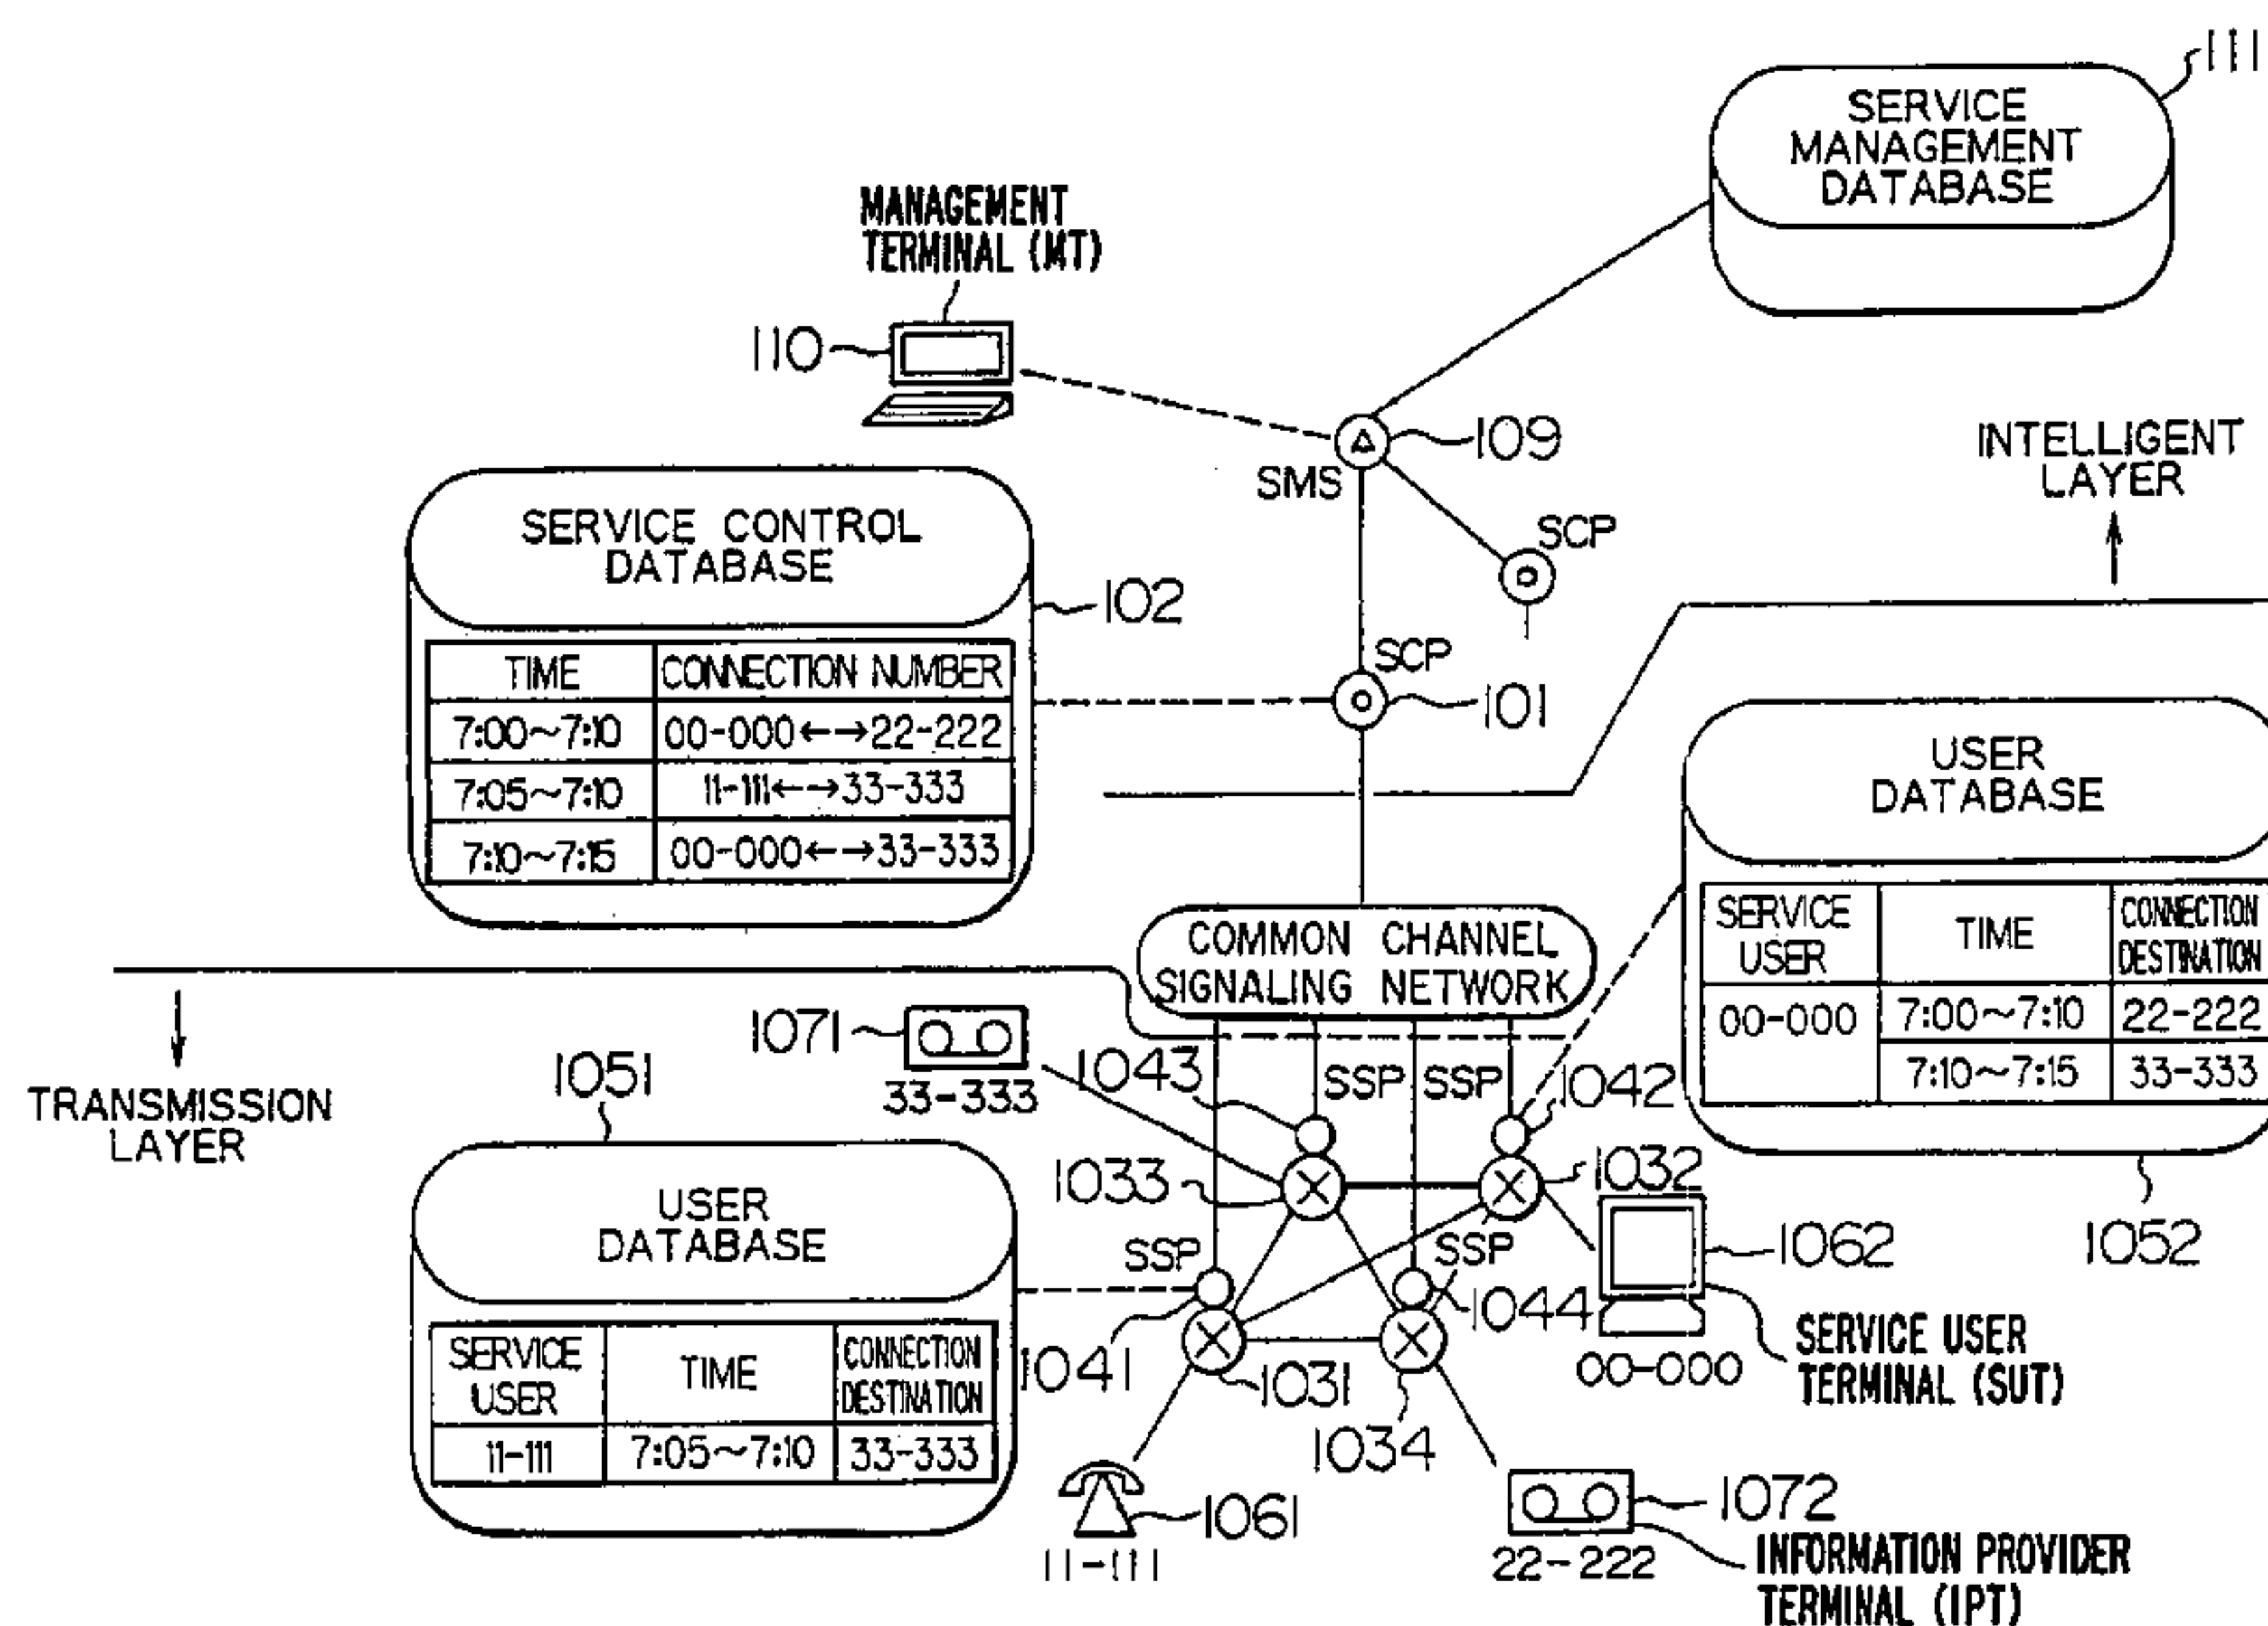 111
SERVICE
MANAGEMENT
DATABASE
MANAGEMENT
TERMINAL (MT)
110
109
SMS
INTELLIGENT
LAYER
SCP
SERVICE CONTROL
DATABASE
102
TIME CONNECTION NUMBER
7:00~7:10 00-000←→22-222
7:05~7:10 11-111←→33-333
7:10~7:15 00-000←→33-333
SCP
101
USER
DATABASE
SERVICE
USER
TIME
CONNECTION
DESTINATION
00-000 7:00~7:10 22-222
7:10~7:15 33-333
1052
COMMON CHANNEL
SIGNALING NETWORK
TRANSMISSION
LAYER
1071
33-333
1043
SSP
SSP
1042
1033
1032
1051
USER
DATABASE
SERVICE
USER
TIME
CONNECTION
DESTINATION
11-111 7:05~7:10 33-333
SSP
SSP
1041
1031
1044
1034
1062
00-000
SERVICE USER
TERMINAL (SUT)
1061
11-111
1072
22-222
INFORMATION PROVIDER
TERMINAL (IPT)